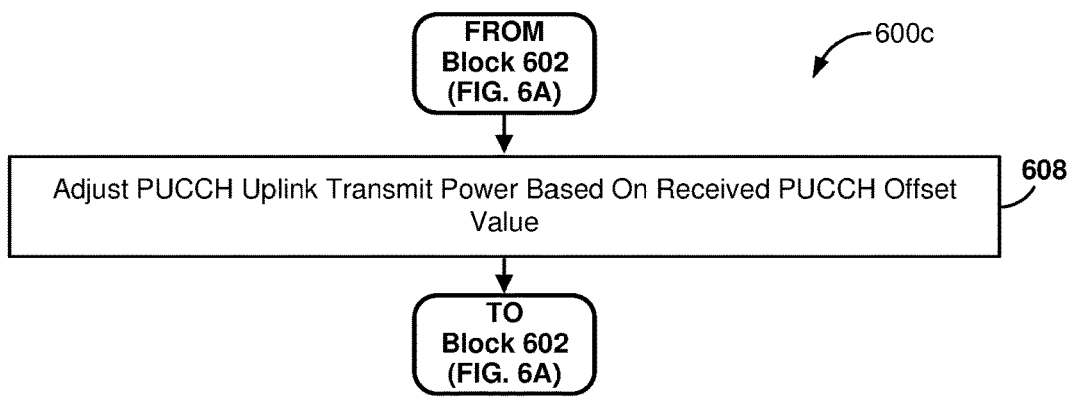 FROM
Block 602
(FIG. 6A)
600c
Adjust PUCCH Uplink Transmit Power Based On Received PUCCH Offset
Value
608
TO
Block 602
(FIG. 6A)